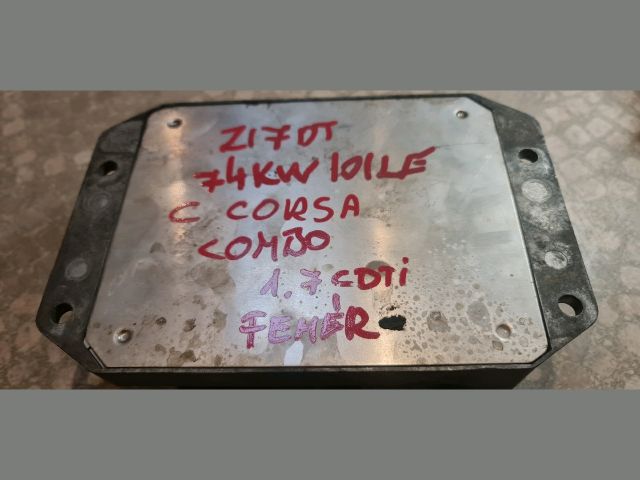 Z17DT
74KW 101LE
C CORSA
COMBO
1.7 CDTi
FEHÉR